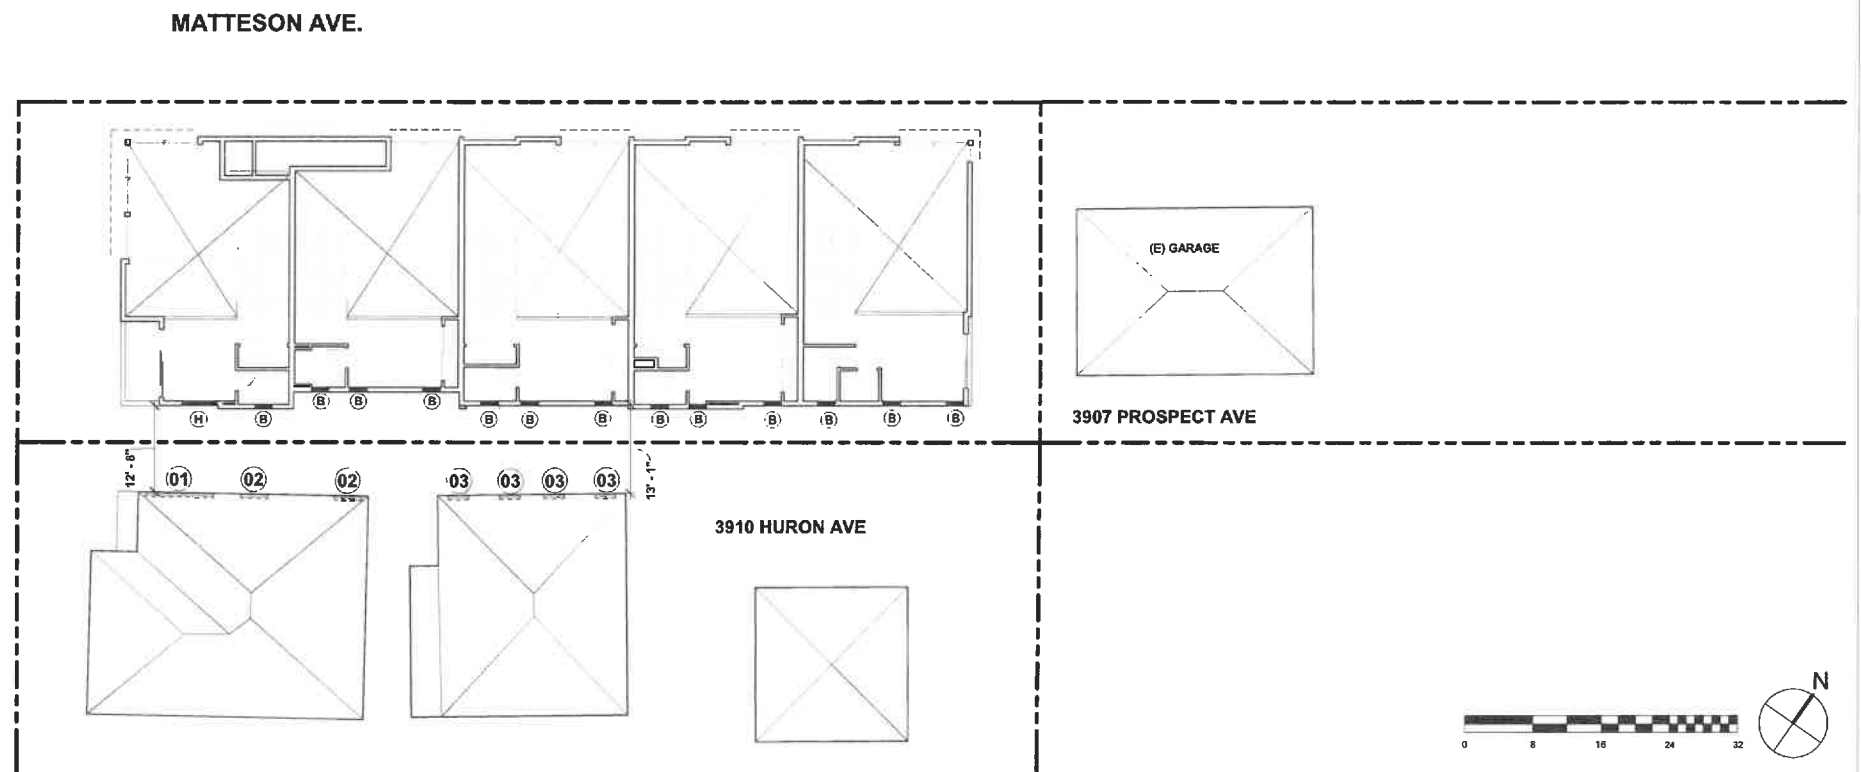 MATTESON AVE.
(E) GARAGE
H B B B B B B B B B B B B B
3907 PROSPECT AVE
12' - 8"
13' - 1"
01 02 02 03 03 03 03
3910 HURON AVE
N
0 8 16 24 32